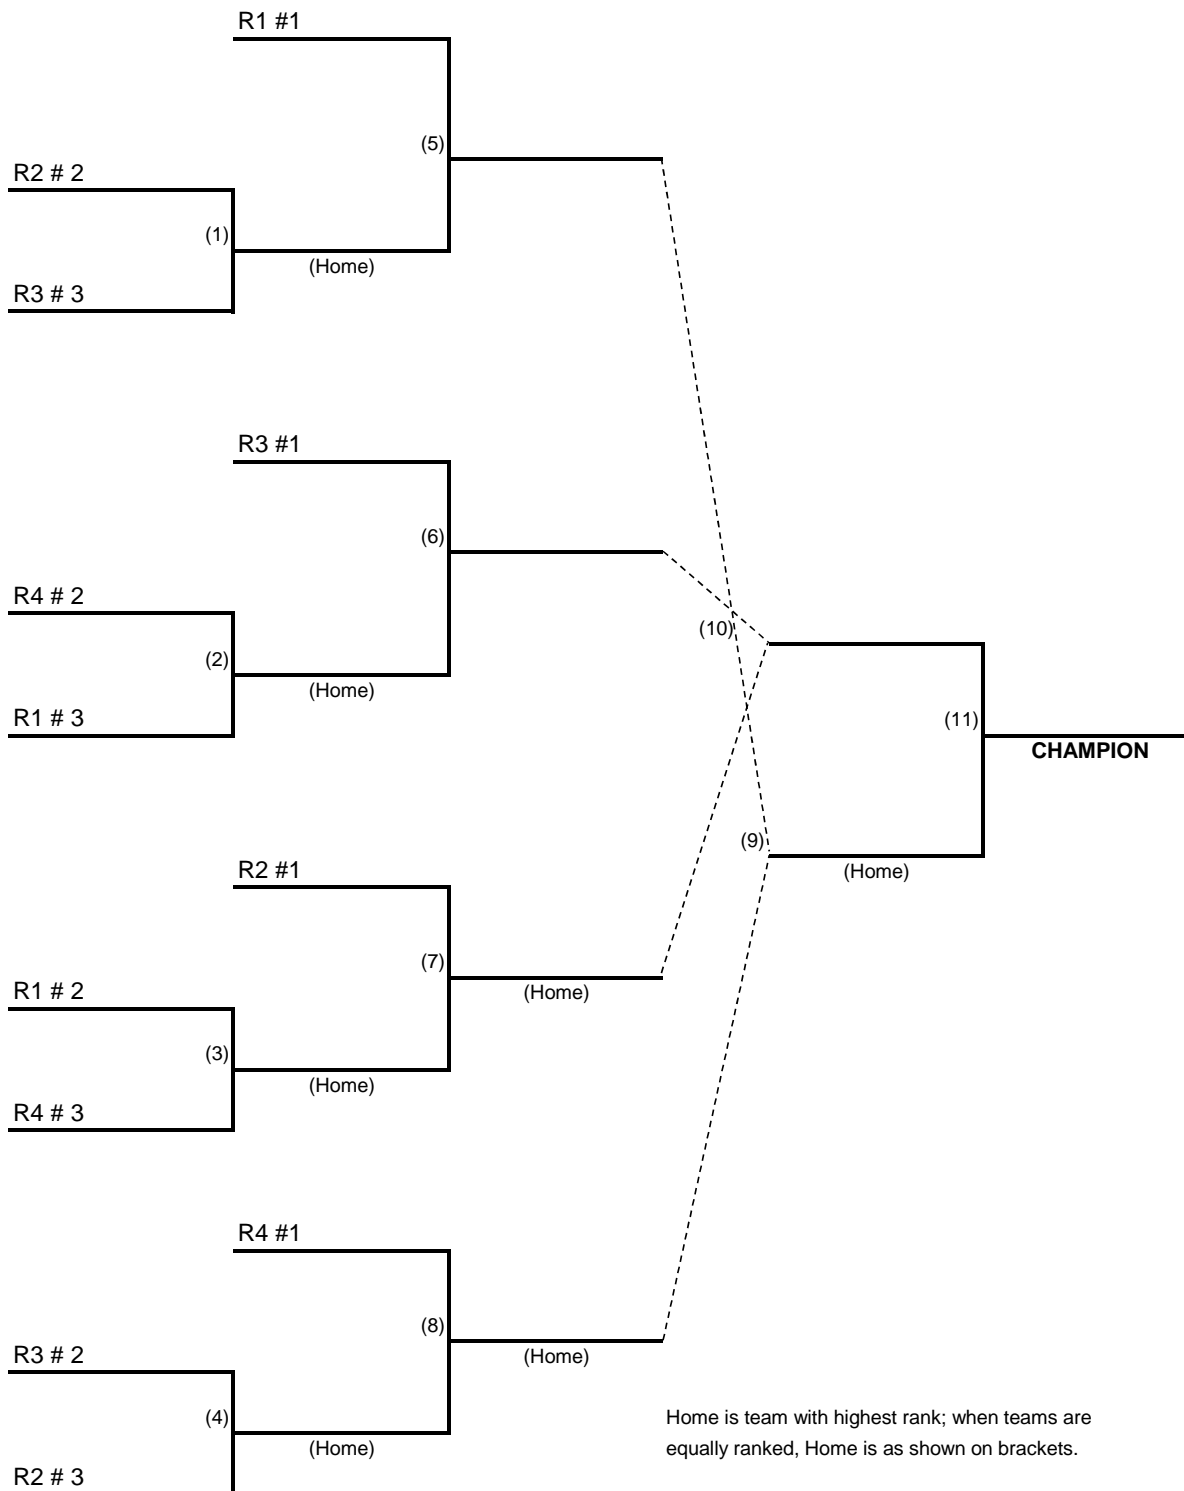 R1 #1
(5)
R2 # 2
(1)
(Home)
R3 # 3
R3 #1
(6)
R4 # 2
(10)
(2)
(Home)
R1 # 3
(11)
CHAMPION
(9)
(Home)
R2 #1
(7)
R1 # 2
(Home)
(3)
(Home)
R4 # 3
R4 #1
(8)
R3 # 2
(Home)
(4)
(Home)
R2 # 3
Home is team with highest rank; when teams are
equally ranked, Home is as shown on brackets.